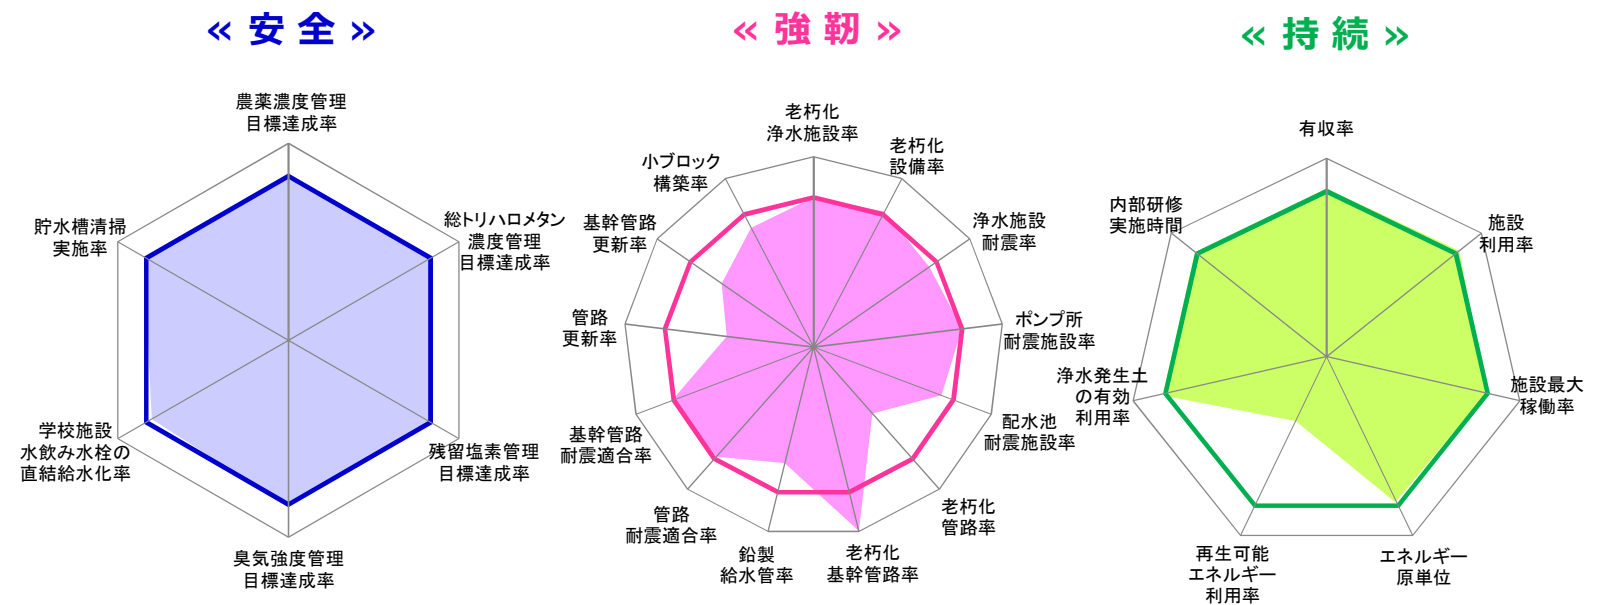 « 安 全 »
農薬濃度管理
目標達成率
総トリハロメタン
濃度管理
目標達成率
残留塩素管理
目標達成率
臭気強度管理
目標達成率
学校施設
水飲み水栓の
直結給水化率
貯水槽清掃
実施率
« 強 靭 »
老朽化
浄水施設率
老朽化
設備率
浄水施設
耐震率
ポンプ所
耐震施設率
配水池
耐震施設率
老朽化
管路率
老朽化
基幹管路率
鉛製
給水管率
管路
耐震適合率
基幹管路
耐震適合率
管路
更新率
基幹管路
更新率
小ブロック
構築率
« 持 続 »
有収率
施設
利用率
施設最大
稼働率
エネルギー
原単位
再生可能
エネルギー
利用率
浄水発生土
の有効
利用率
内部研修
実施時間